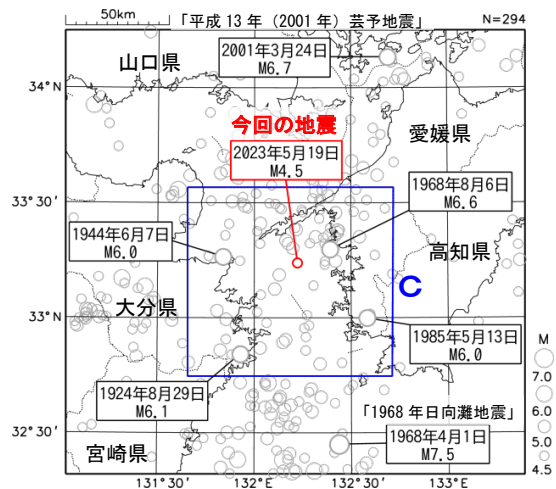 50km
「平成 13 年（2001 年）芸予地震」
N=294
34°N
山口県
2001年3月24日
M6.7
今回の地震
2023年5月19日
M4.5
愛媛県
33°30′
1968年8月6日
M6.6
1944年6月7日
M6.0
高知県
C
大分県
33°N
1985年5月13日
M6.0
1924年8月29日
M6.1
M
7.0
6.0
5.0
4.5
「1968 年日向灘地震」
32°30′
宮崎県
1968年4月1日
M7.5
131°30′
132°E
132°30′
133°E